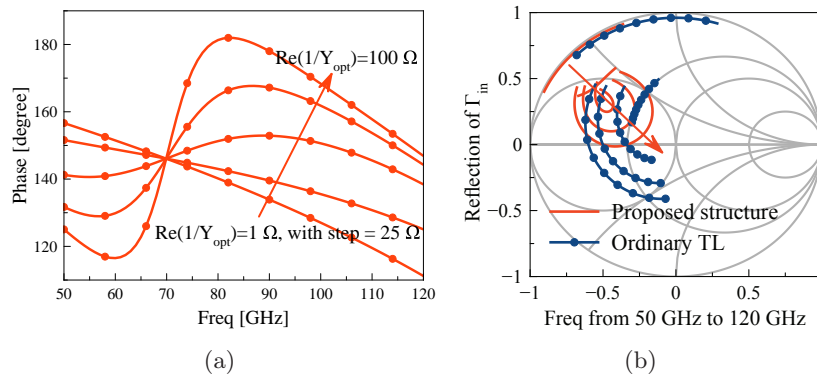 Phase [degree]
180
160
140
120
50 60 70 80 90 100 110 120
Freq [GHz]
Re(1/Y_opt)=100 Ω
Re(1/Y_opt)=1 Ω, with step = 25 Ω
(a)
Reflection of Γ_in
1
0.5
0
-0.5
-1
-1 -0.5 0 0.5
Freq from 50 GHz to 120 GHz
Proposed structure
Ordinary TL
(b)